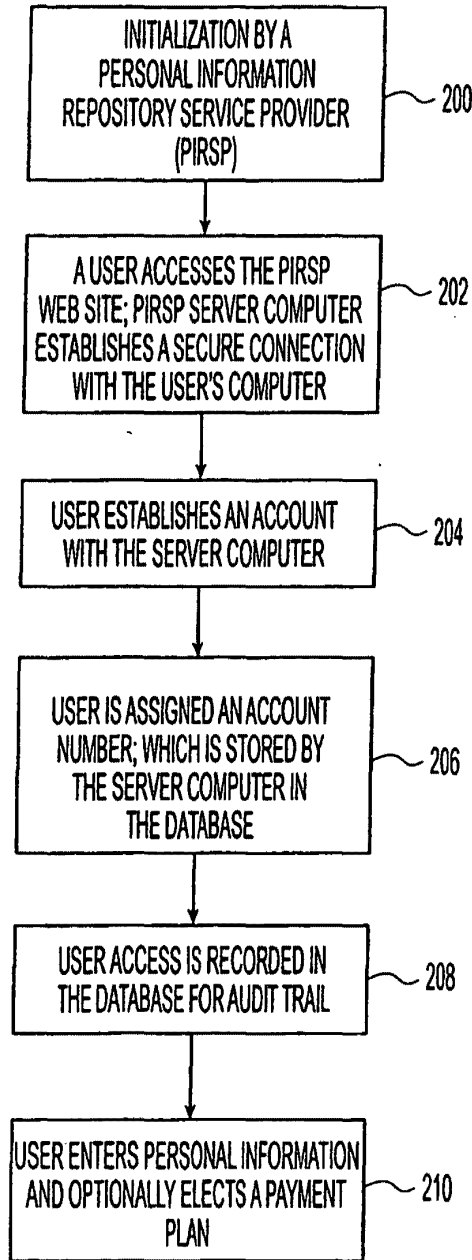 INITIALIZATION BY A
PERSONAL INFORMATION
REPOSITORY SERVICE PROVIDER
(PIRSP)
200
A USER ACCESSES THE PIRSP
WEB SITE; PIRSP SERVER COMPUTER
ESTABLISHES A SECURE CONNECTION
WITH THE USER'S COMPUTER
202
USER ESTABLISHES AN ACCOUNT
WITH THE SERVER COMPUTER
204
USER IS ASSIGNED AN ACCOUNT
NUMBER; WHICH IS STORED BY
THE SERVER COMPUTER IN
THE DATABASE
206
USER ACCESS IS RECORDED IN
THE DATABASE FOR AUDIT TRAIL
208
USER ENTERS PERSONAL INFORMATION
AND OPTIONALLY ELECTS A PAYMENT
PLAN
210